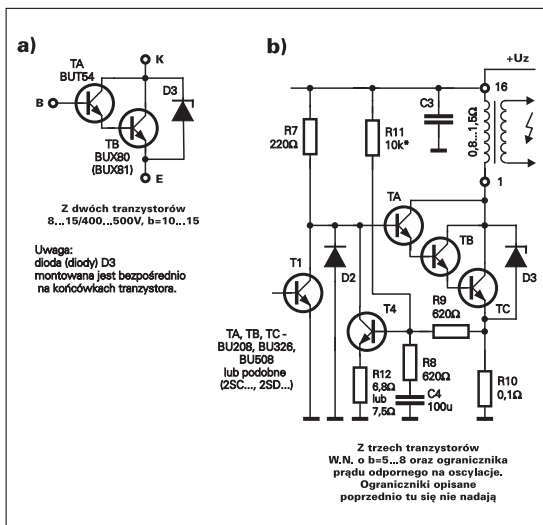 a)
K
TA
BUT54
D3
B
TB
BUX80
(BUX81)
E
Z dwóch tranzystorów
8...15/400...500V, b=10...15
Uwaga:
dioda (diody) D3
montowana jest bezpośrednio
na końcówkach tranzystora.
b)
+Uz
16
C3
R7
220Ω
R11
10k*
0,8...1,5Ω
1
TA
TB
T1
D2
D3
TC
R9
620Ω
T4
TA, TB, TC -
BU208, BU326,
BU508
lub podobne
(2SC..., 2SD...)
R12
6,8Ω
lub
7,5Ω
R8
620Ω
C4
100u
R10
0,1Ω
Z trzech tranzystorów
W.N. o b=5...8 oraz ogranicznika
prądu odpornego na oscylacje.
Ograniczniki opisane
poprzednio tu się nie nadają